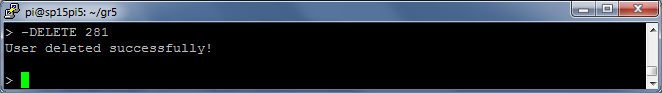 pi@sp15pi5: ~/gr5
> -DELETE 281
User deleted successfully!
>